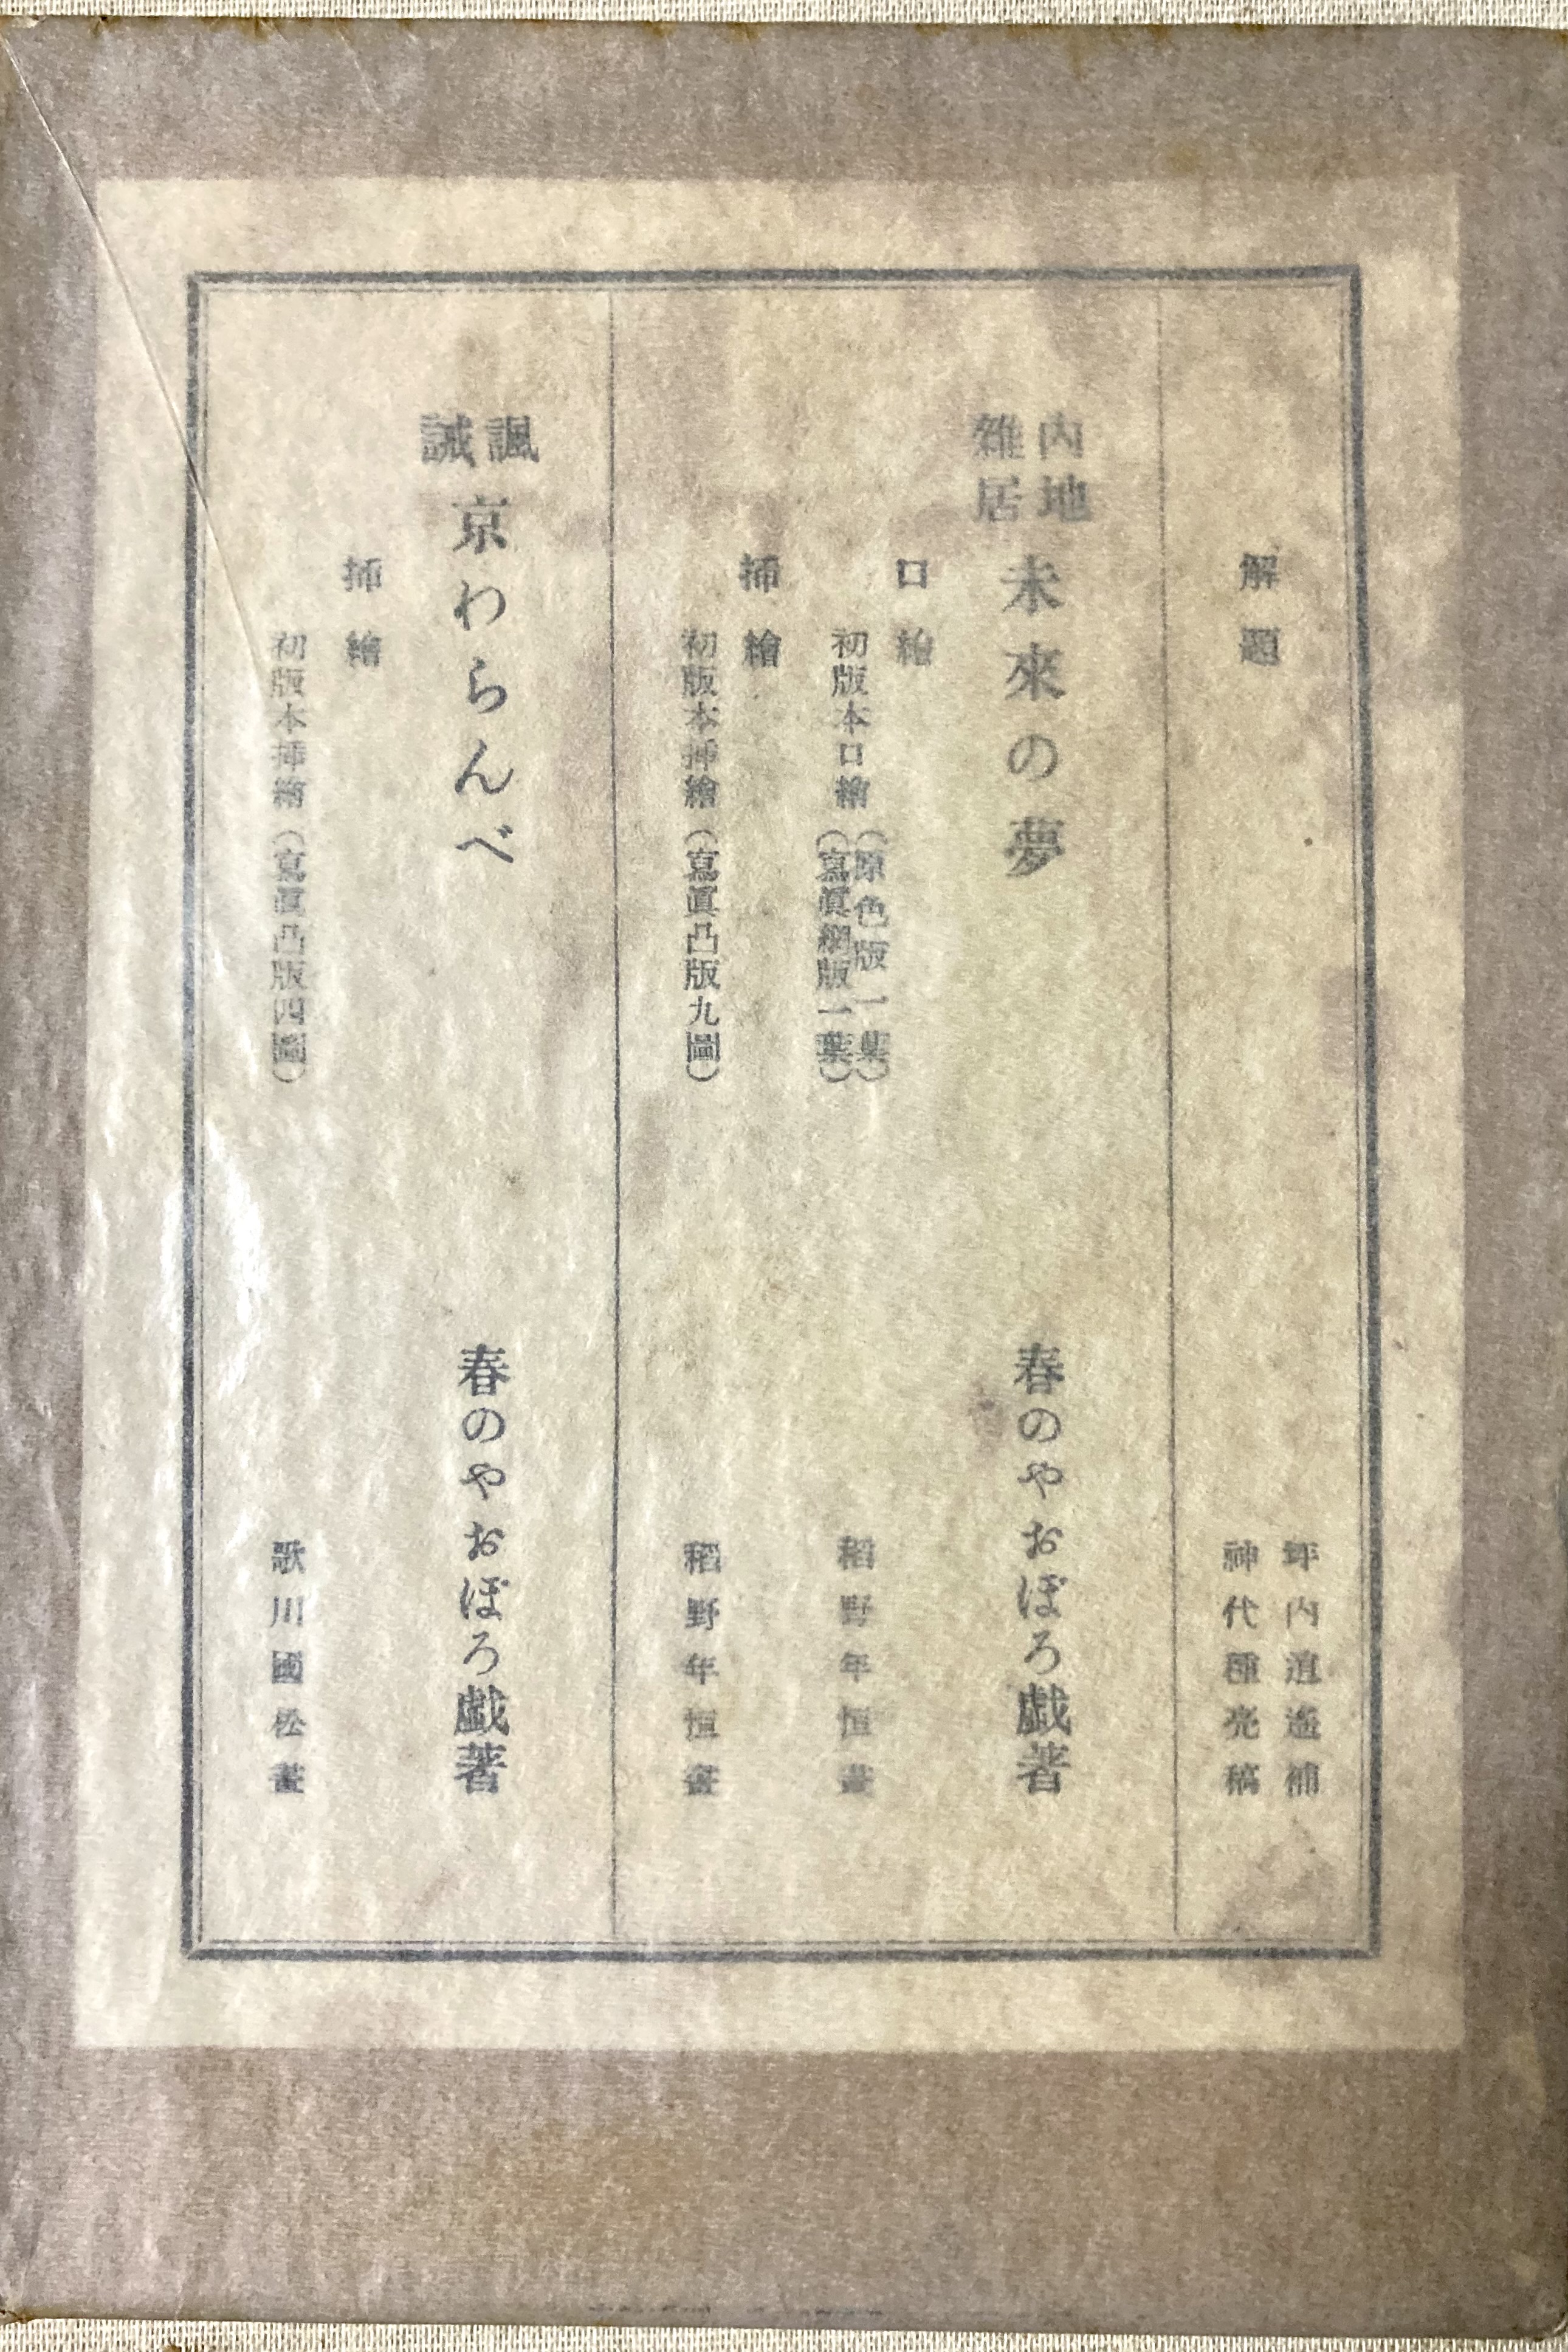 解題
坪內逍遙補
神代種亮稿
內地
雜居
未來の夢
春のやおぼろ戯著
口繪
初版本口繪
(原色版一葉)
(寫眞網版一葉)
稻野年恒畫
挿繪
初版本挿繪(寫眞凸版九圖)
稻野年恒畫
諷
誡
京わらんべ
春のやおぼろ戯著
挿繪
初版本挿繪(寫眞凸版四圖)
歌川國松畫